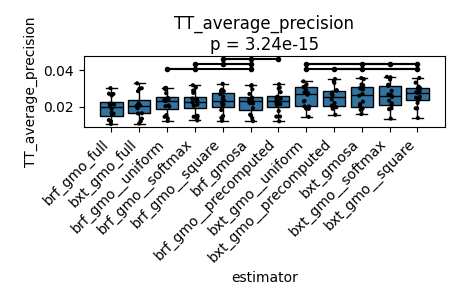 TT_average_precision
p = 3.24e-15
TT_average_precision
0.04
0.02
brf_gmo_full
bxt_gmo_full
brf_gmo__uniform
brf_gmo__softmax
brf_gmo__square
brf_gmosa
brf_gmo__precomputed
bxt_gmo__uniform
bxt_gmo__precomputed
bxt_gmosa
bxt_gmo__softmax
bxt_gmo__square
estimator